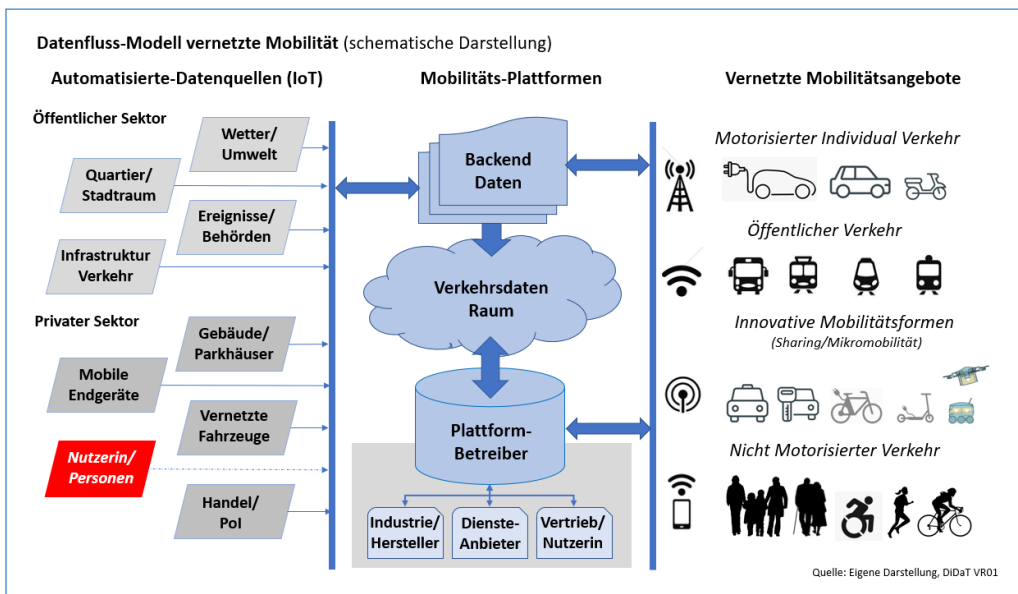 Datenfluss-Modell vernetzte Mobilität (schematische Darstellung)
Automatisierte-Datenquellen (IoT)
Öffentlicher Sektor
Wetter/
Umwelt
Quartier/
Stadtraum
Ereignisse/
Behörden
Infrastruktur
Verkehr
Privater Sektor
Gebäude/
Parkhäuser
Mobile
Endgeräte
Vernetzte
Fahrzeuge
Nutzerin/
Personen
Handel/
PoI
Mobilitäts-Plattformen
Backend
Daten
Verkehrsdaten
Raum
3
Plattform-
Betreiber
Industrie/
Hersteller
Dienste-
Anbieter
Vertrieb/
Nutzerin
Vernetzte Mobilitätsangebote
Motorisierter Individual Verkehr
Öffentlicher Verkehr
Innovative Mobilitätsformen
(Sharing/Mikromobilität)
Nicht Motorisierter Verkehr
Quelle: Eigene Darstellung, DiDaT VR01